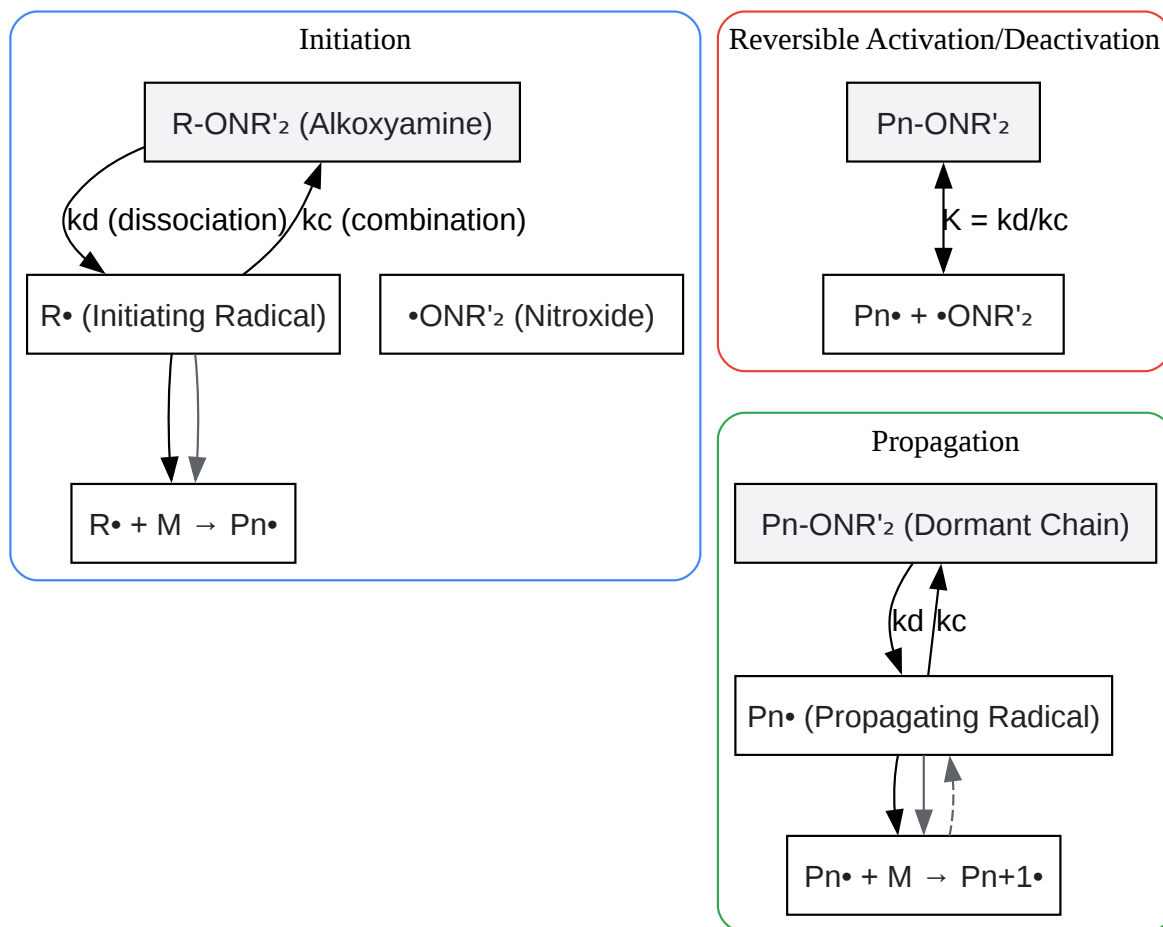 Initiation
R-ONR'₂ (Alkoxyamine)
kd (dissociation)
kc (combination)
R• (Initiating Radical)
•ONR'₂ (Nitroxide)
R• + M → Pn•
Reversible Activation/Deactivation
Pn-ONR'₂
K = kd/kc
Pn• + •ONR'₂
Propagation
Pn-ONR'₂ (Dormant Chain)
kd
kc
Pn• (Propagating Radical)
Pn• + M → Pn+1•